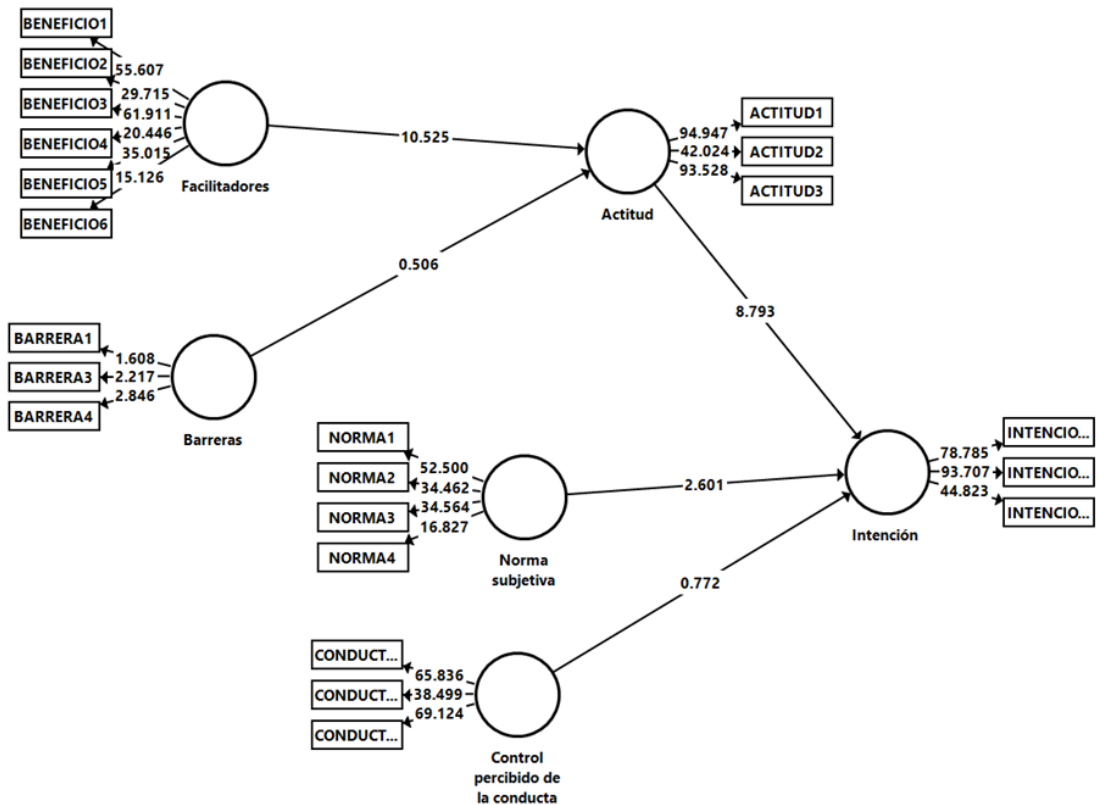 BENEFICIO1
BENEFICIO2
BENEFICIO3
BENEFICIO4
BENEFICIO5
BENEFICIO6
55.607
29.715
61.911
20.446
35.015
15.126
Facilitadores
10.525
94.947
42.024
93.528
ACTITUD1
ACTITUD2
ACTITUD3
Actitud
0.506
8.793
BARRERA1
BARRERA3
BARRERA4
1.608
2.217
2.846
Barreras
NORMA1
NORMA2
NORMA3
NORMA4
52.500
34.462
34.564
16.827
Norma
subjetiva
2.601
78.785
93.707
44.823
INTENCIO...
INTENCIO...
INTENCIO...
Intención
0.772
CONDUCT...
CONDUCT...
CONDUCT...
65.836
38.499
69.124
Control
percibido de
la conducta